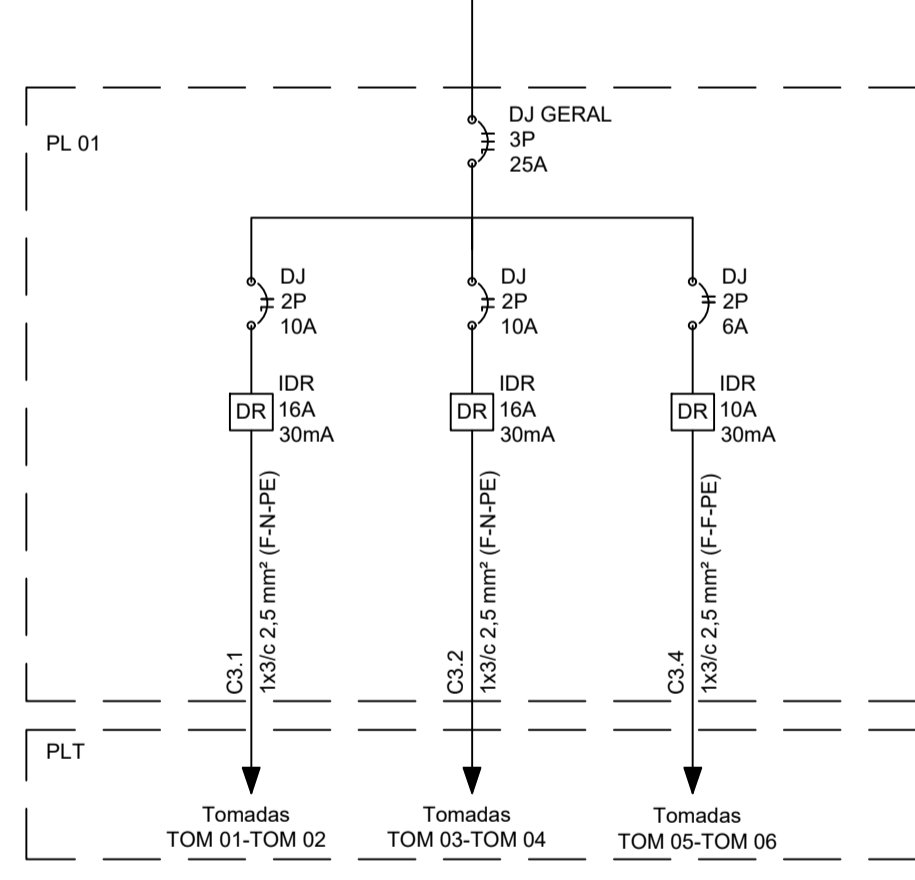 DJ GERAL
3P
25A
PL 01
DJ
2P
10A
DJ
2P
10A
DJ
2P
6A
IDR
DR 16A
30mA
IDR
DR 16A
30mA
IDR
DR 10A
30mA
C3.1
1x3/c 2,5 mm² (F-N-PE)
C3.2
1x3/c 2,5 mm² (F-N-PE)
C3.4
1x3/c 2,5 mm² (F-F-PE)
PLT
Tomadas
TOM 01-TOM 02
Tomadas
TOM 03-TOM 04
Tomadas
TOM 05-TOM 06